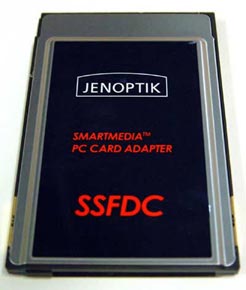 JENOPTIK
SMARTMEDIA™
PC CARD ADAPTER
SSFDC